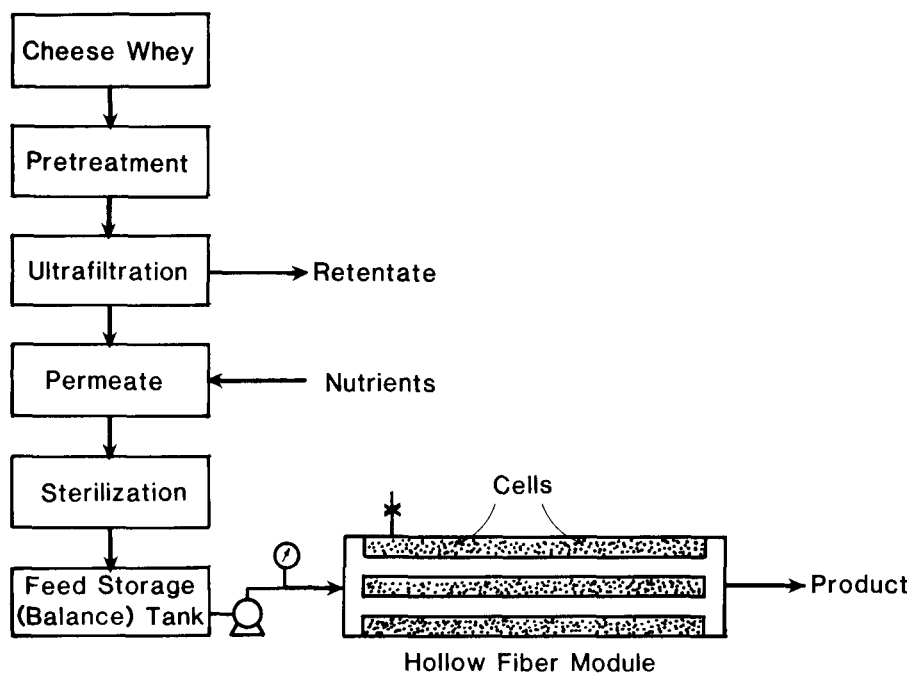 Cheese Whey
Pretreatment
Ultrafiltration
Retentate
Permeate
Nutrients
Sterilization
Cells
Feed Storage
(Balance) Tank
Product
Hollow Fiber Module